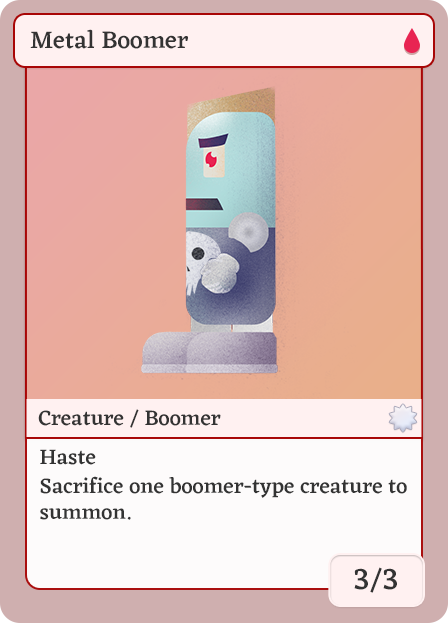 Metal Boomer
Creature / Boomer
Haste
Sacrifice one boomer-type creature to
summon.
3/3